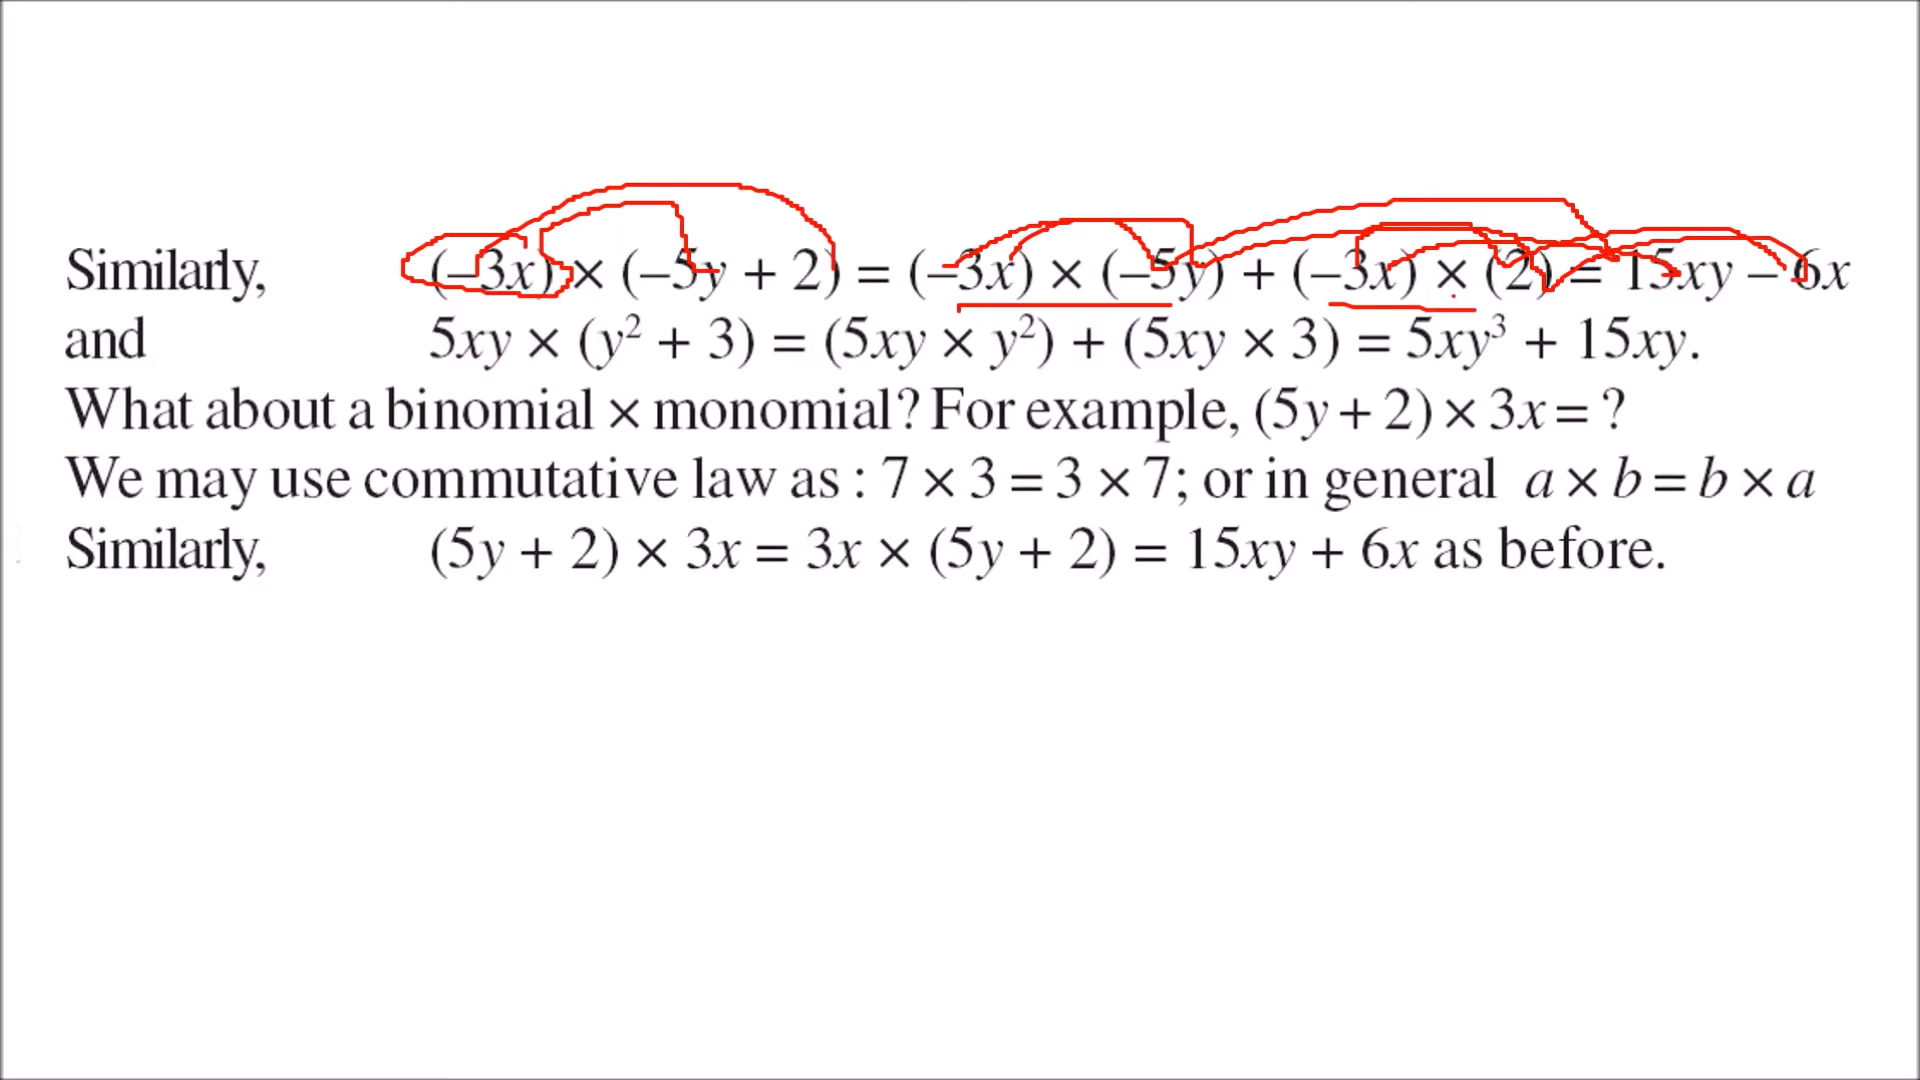 Similarly, (–3x) × (–5y + 2) = (–3x) × (–5y) + (–3x) × (2) = 15xy – 6x
and 5xy × (y² + 3) = (5xy × y²) + (5xy × 3) = 5xy³ + 15xy.
What about a binomial × monomial? For example, (5y + 2) × 3x = ?
We may use commutative law as : 7 × 3 = 3 × 7; or in general a × b = b × a
Similarly, (5y + 2) × 3x = 3x × (5y + 2) = 15xy + 6x as before.